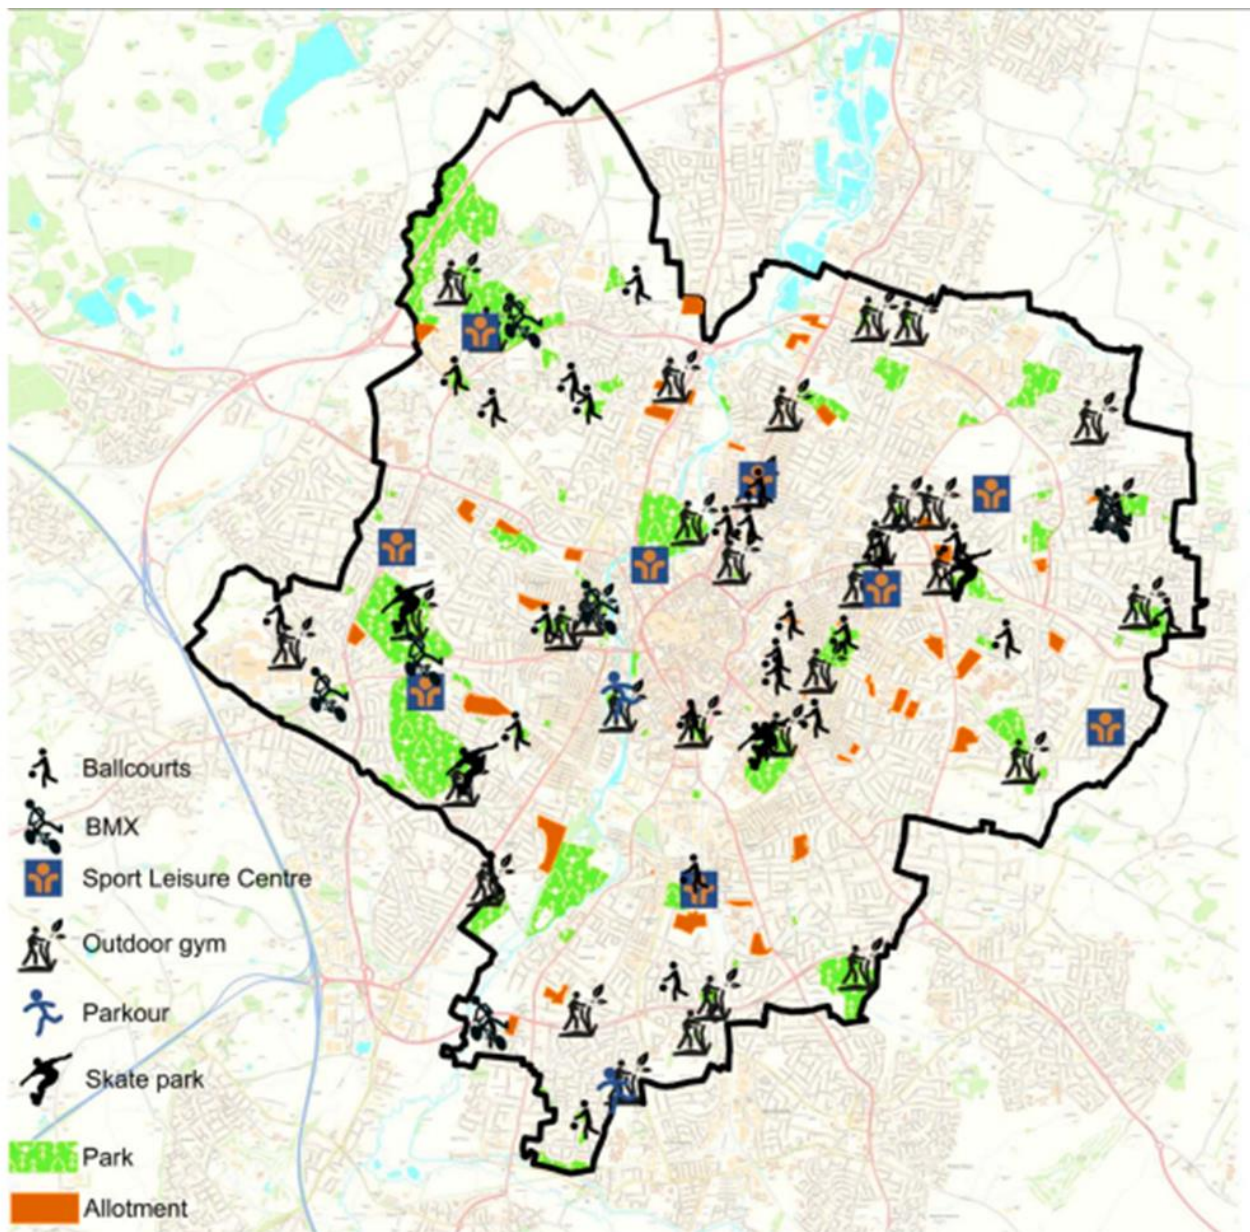 Ballcourts
BMX
Sport Leisure Centre
Outdoor gym
Parkour
Skate park
Park
Allotment